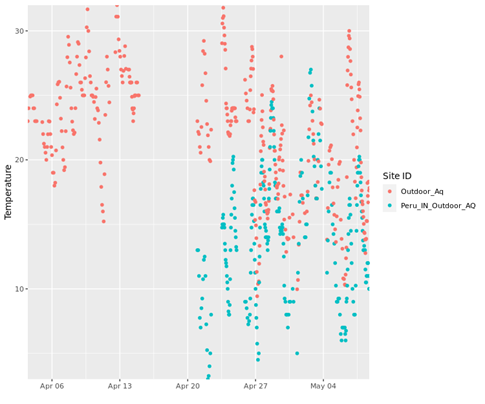 30
20
10
Temperature
Apr 06
Apr 13
Apr 20
Apr 27
May 04
Site ID
Outdoor_Aq
Peru_IN_Outdoor_AQ